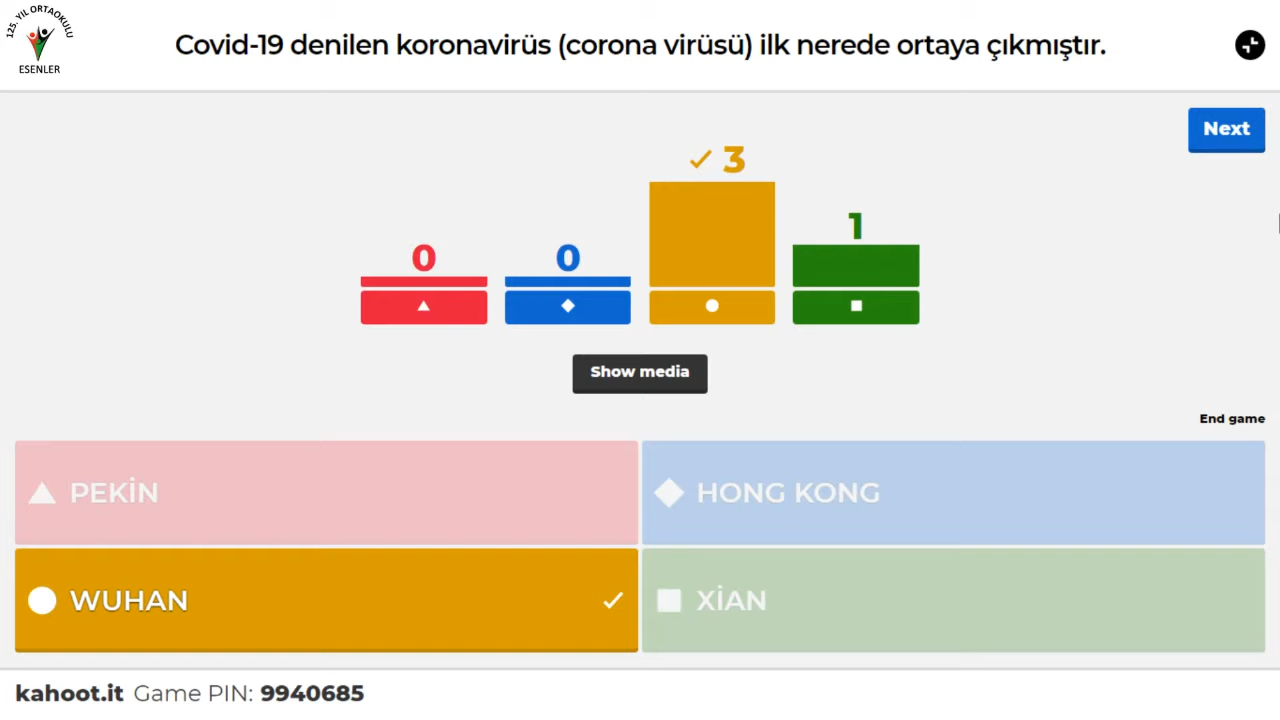 125. YIL ORTAOKULU
ESENLER
Covid-19 denilen koronavirüs (corona virüsü) ilk nerede ortaya çıkmıştır.
Next
0
0
3
1
Show media
End game
PEKİN
HONG KONG
WUHAN
XİAN
kahoot.it Game PIN: 9940685